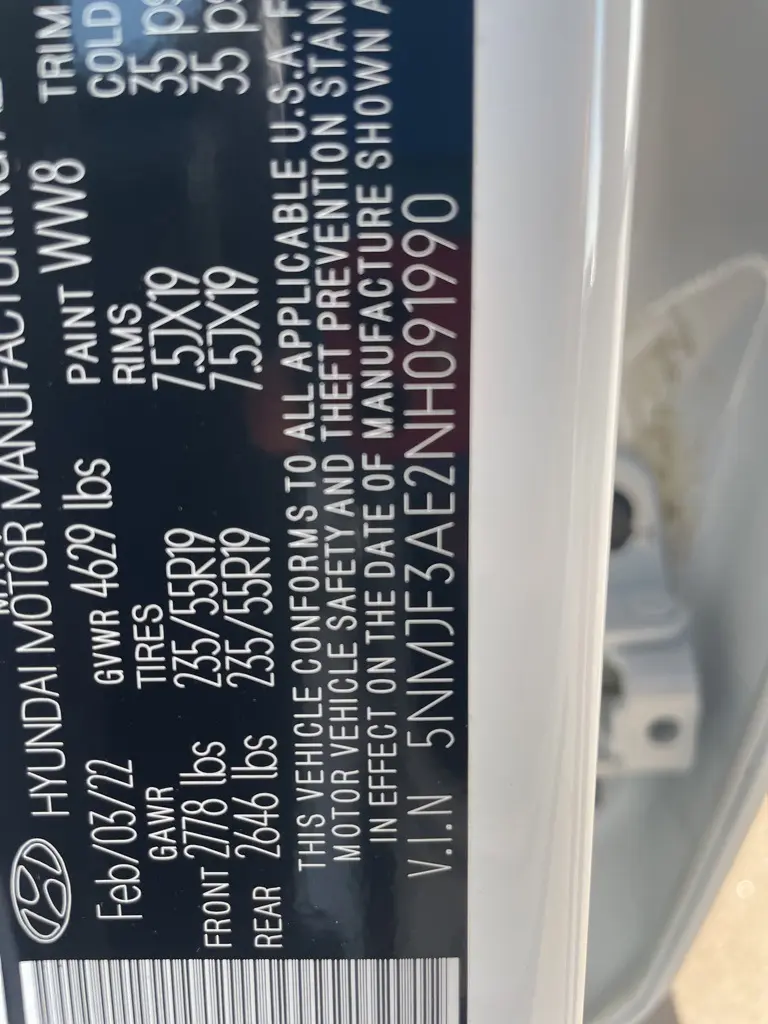 HYUNDAI MOTOR MANUFACTURING
Feb/03/22 GVWR 4629 lbs PAINT WW8 TRIM
GAWR TIRES RIMS COLD
FRONT 2778 lbs 235/55R19 7.5JX19 35 ps
REAR 2646 lbs 235/55R19 7.5JX19 35 ps
THIS VEHICLE CONFORMS TO ALL APPLICABLE U.S.A. F
MOTOR VEHICLE SAFETY AND THEFT PREVENTION STAN
IN EFFECT ON THE DATE OF MANUFACTURE SHOWN A
V.I.N 5NMJF3AE2NH091990